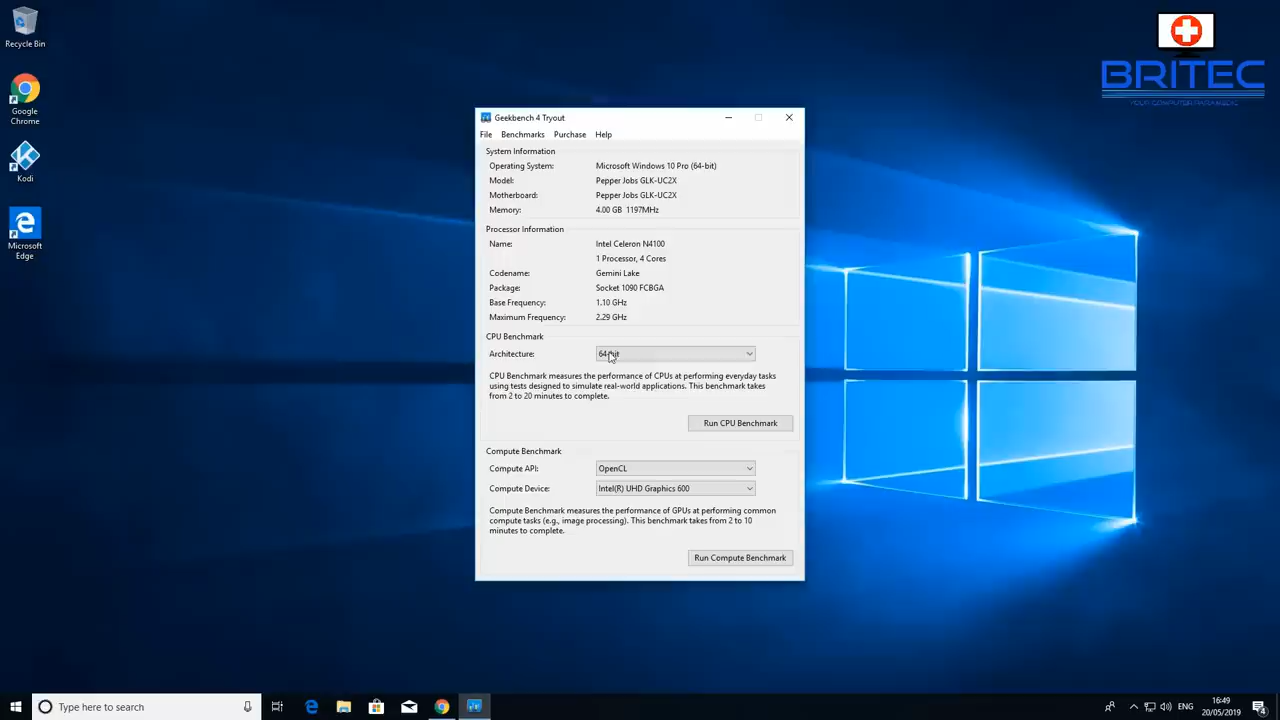 Recycle Bin
Google
Chrome
Kodi
Microsoft
Edge
BRITEC
Geekbench 4 Tryout
File Benchmarks Purchase Help
System Information
Operating System: Microsoft Windows 10 Pro (64-bit)
Model: Pepper Jobs GLK-UC2X
Motherboard: Pepper Jobs GLK-UC2X
Memory: 4.00 GB 1197MHz
Processor Information
Name: Intel Celeron N4100
1 Processor, 4 Cores
Codename: Gemini Lake
Package: Socket 1090 FCBGA
Base Frequency: 1.10 GHz
Maximum Frequency: 2.29 GHz
CPU Benchmark
Architecture: 64-bit
CPU Benchmark measures the performance of CPUs at performing everyday tasks
using tests designed to simulate real-world applications. This benchmark takes
from 2 to 20 minutes to complete.
Run CPU Benchmark
Compute Benchmark
Compute API: OpenCL
Compute Device: Intel(R) UHD Graphics 600
Compute Benchmark measures the performance of GPUs at performing common
compute tasks (e.g., image processing). This benchmark takes from 2 to 10
minutes to complete.
Run Compute Benchmark
Type here to search
ENG
16:49
20/05/2019
4